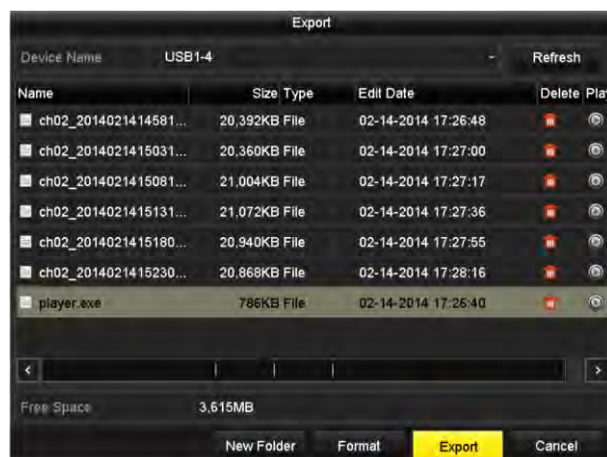 Export
Device Name USB1-4 Refresh
Name Size Type Edit Date Delete Play
ch02_2014021414581... 20,392KB File 02-14-2014 17:26:48
ch02_2014021415031... 20,360KB File 02-14-2014 17:27:00
ch02_2014021415081... 21,004KB File 02-14-2014 17:27:17
ch02_2014021415131... 21,072KB File 02-14-2014 17:27:36
ch02_2014021415180... 20,940KB File 02-14-2014 17:27:55
ch02_2014021415230... 20,868KB File 02-14-2014 17:28:16
player.exe 786KB File 02-14-2014 17:26:40
Free Space 3,615MB
New Folder Format Export Cancel